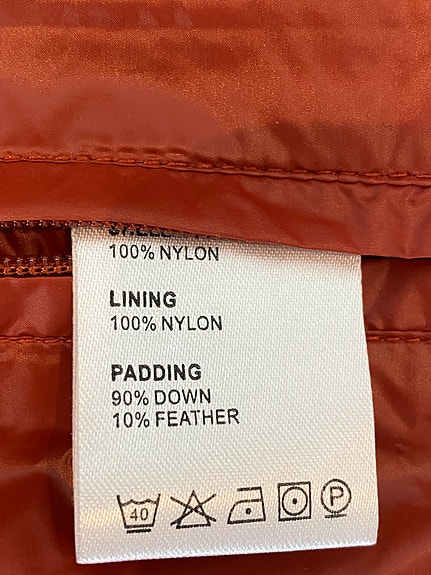 100% NYLON
LINING
100% NYLON
PADDING
90% DOWN
10% FEATHER
40
P